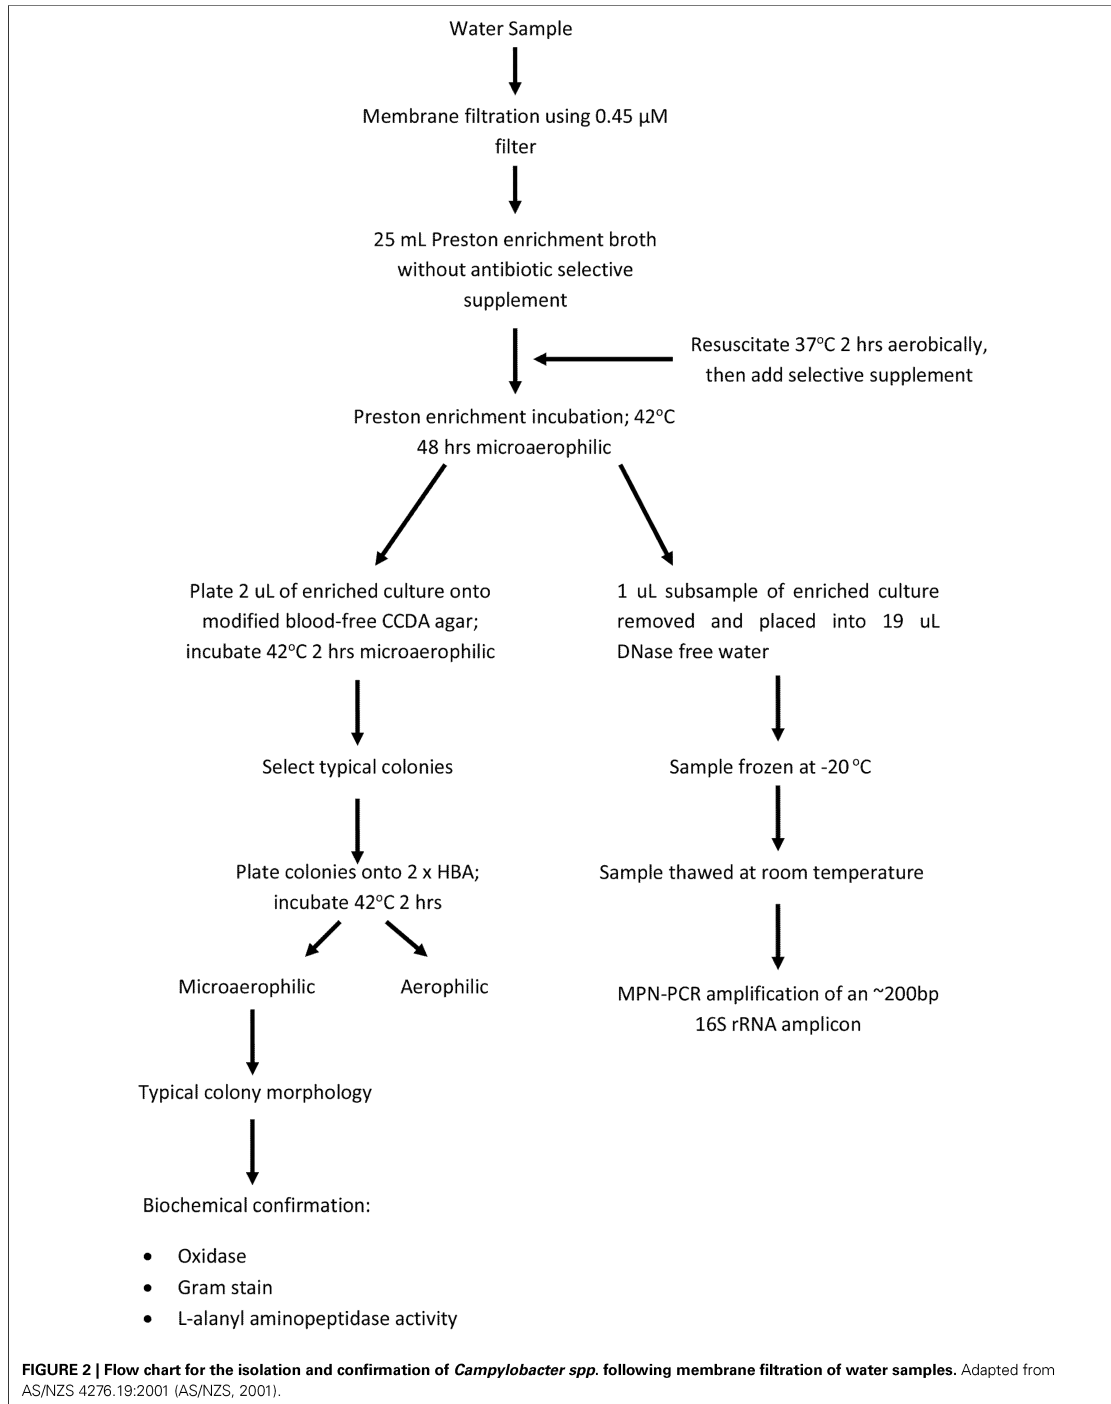 Water Sample
Membrane filtration using 0.45 µM
filter
25 mL Preston enrichment broth
without antibiotic selective
supplement
Resuscitate 37ºC 2 hrs aerobically,
then add selective supplement
Preston enrichment incubation; 42ºC
48 hrs microaerophilic
Plate 2 uL of enriched culture onto
modified blood-free CCDA agar;
incubate 42ºC 2 hrs microaerophilic
1 uL subsample of enriched culture
removed and placed into 19 uL
DNase free water
Select typical colonies
Sample frozen at -20 ºC
Plate colonies onto 2 x HBA;
incubate 42ºC 2 hrs
Sample thawed at room temperature
Microaerophilic
Aerophilic
MPN-PCR amplification of an ~200bp
16S rRNA amplicon
Typical colony morphology
Biochemical confirmation:
• Oxidase
• Gram stain
• L-alanyl aminopeptidase activity
FIGURE 2 | Flow chart for the isolation and confirmation of Campylobacter spp. following membrane filtration of water samples. Adapted from
AS/NZS 4276.19:2001 (AS/NZS, 2001).